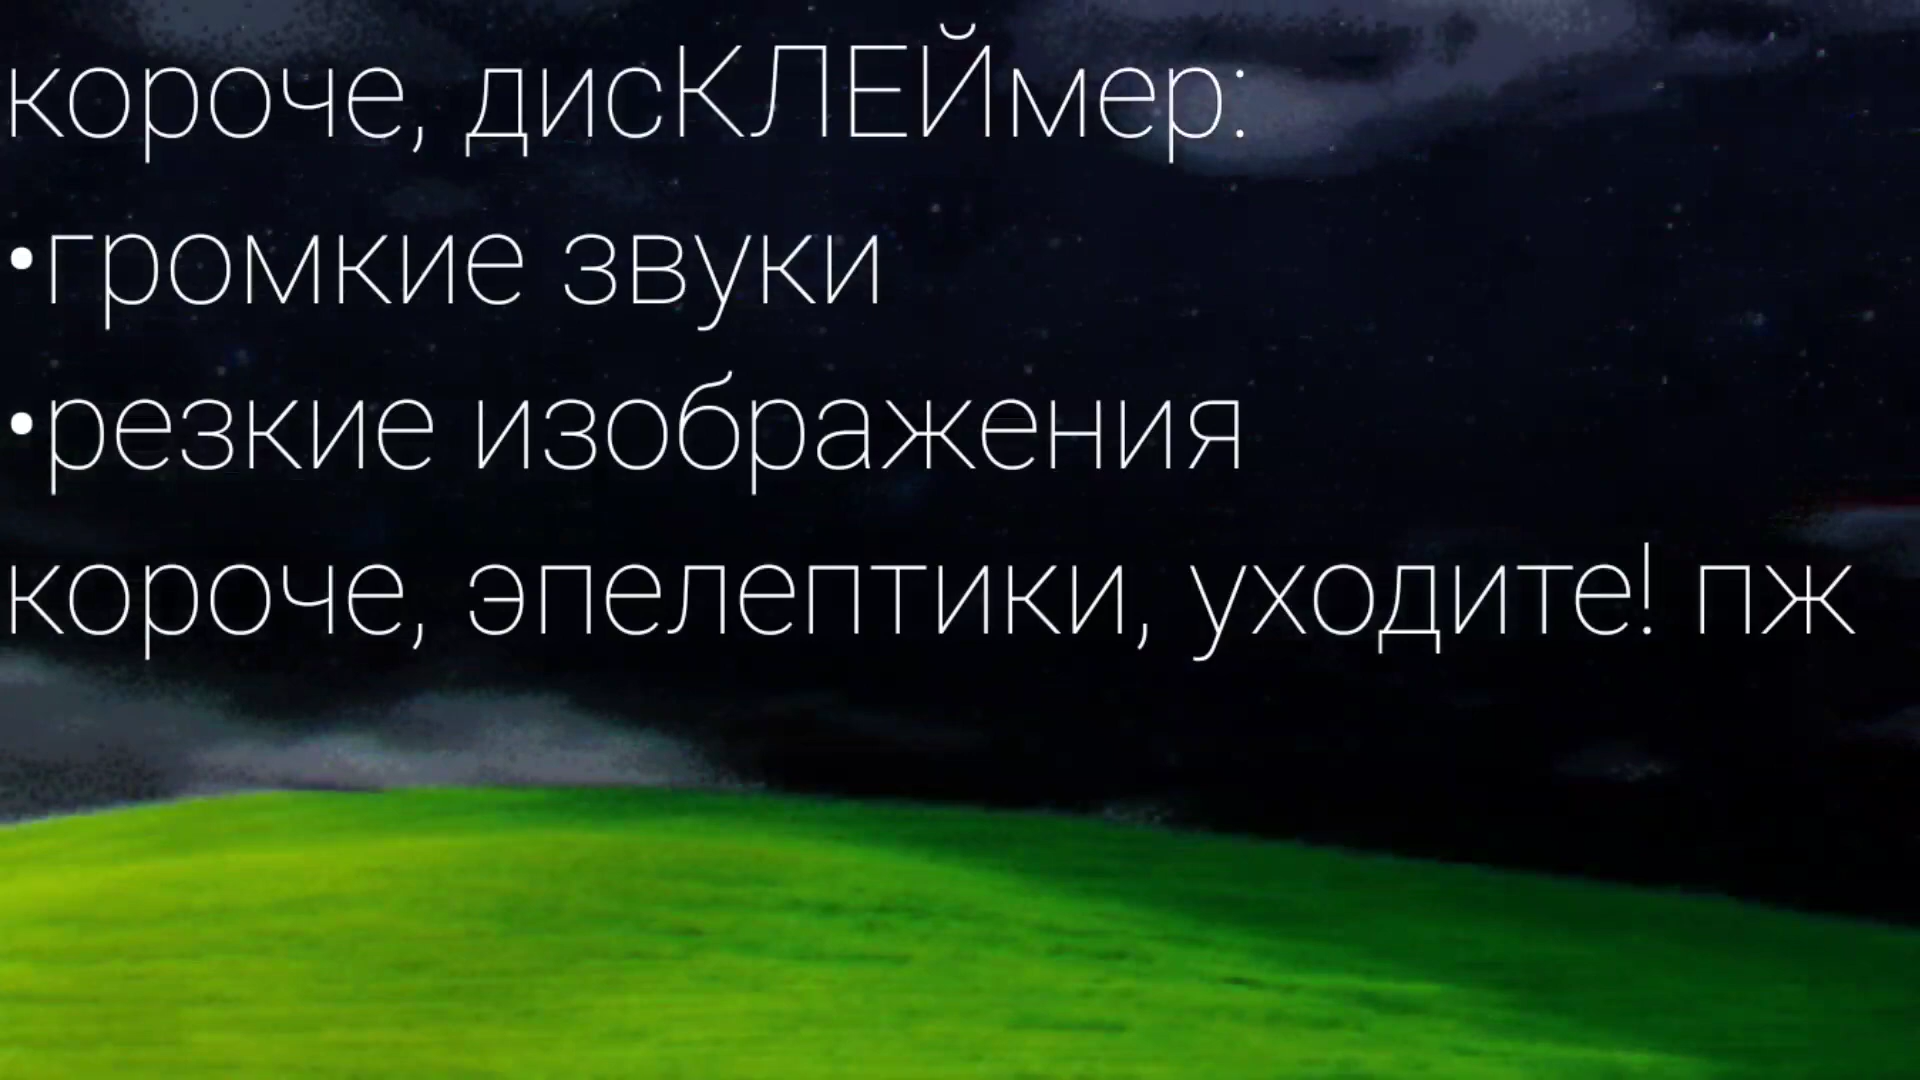 короче, дисКЛЕЙмер:
•громкие звуки
•резкие изображения
короче, эпелептики, уходите! пж